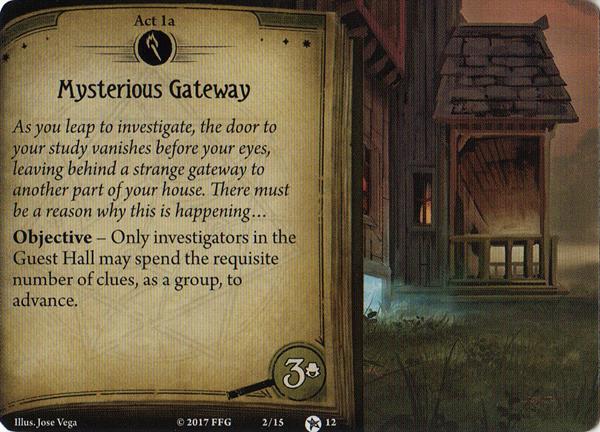 Act 1a
Mysterious Gateway
As you leap to investigate, the door to
your study vanishes before your eyes,
leaving behind a strange gateway to
another part of your house. There must
be a reason why this is happening…
Objective – Only investigators in the
Guest Hall may spend the requisite
number of clues, as a group, to
advance.
3
Illus. Jose Vega © 2017 FFG 2/15 12